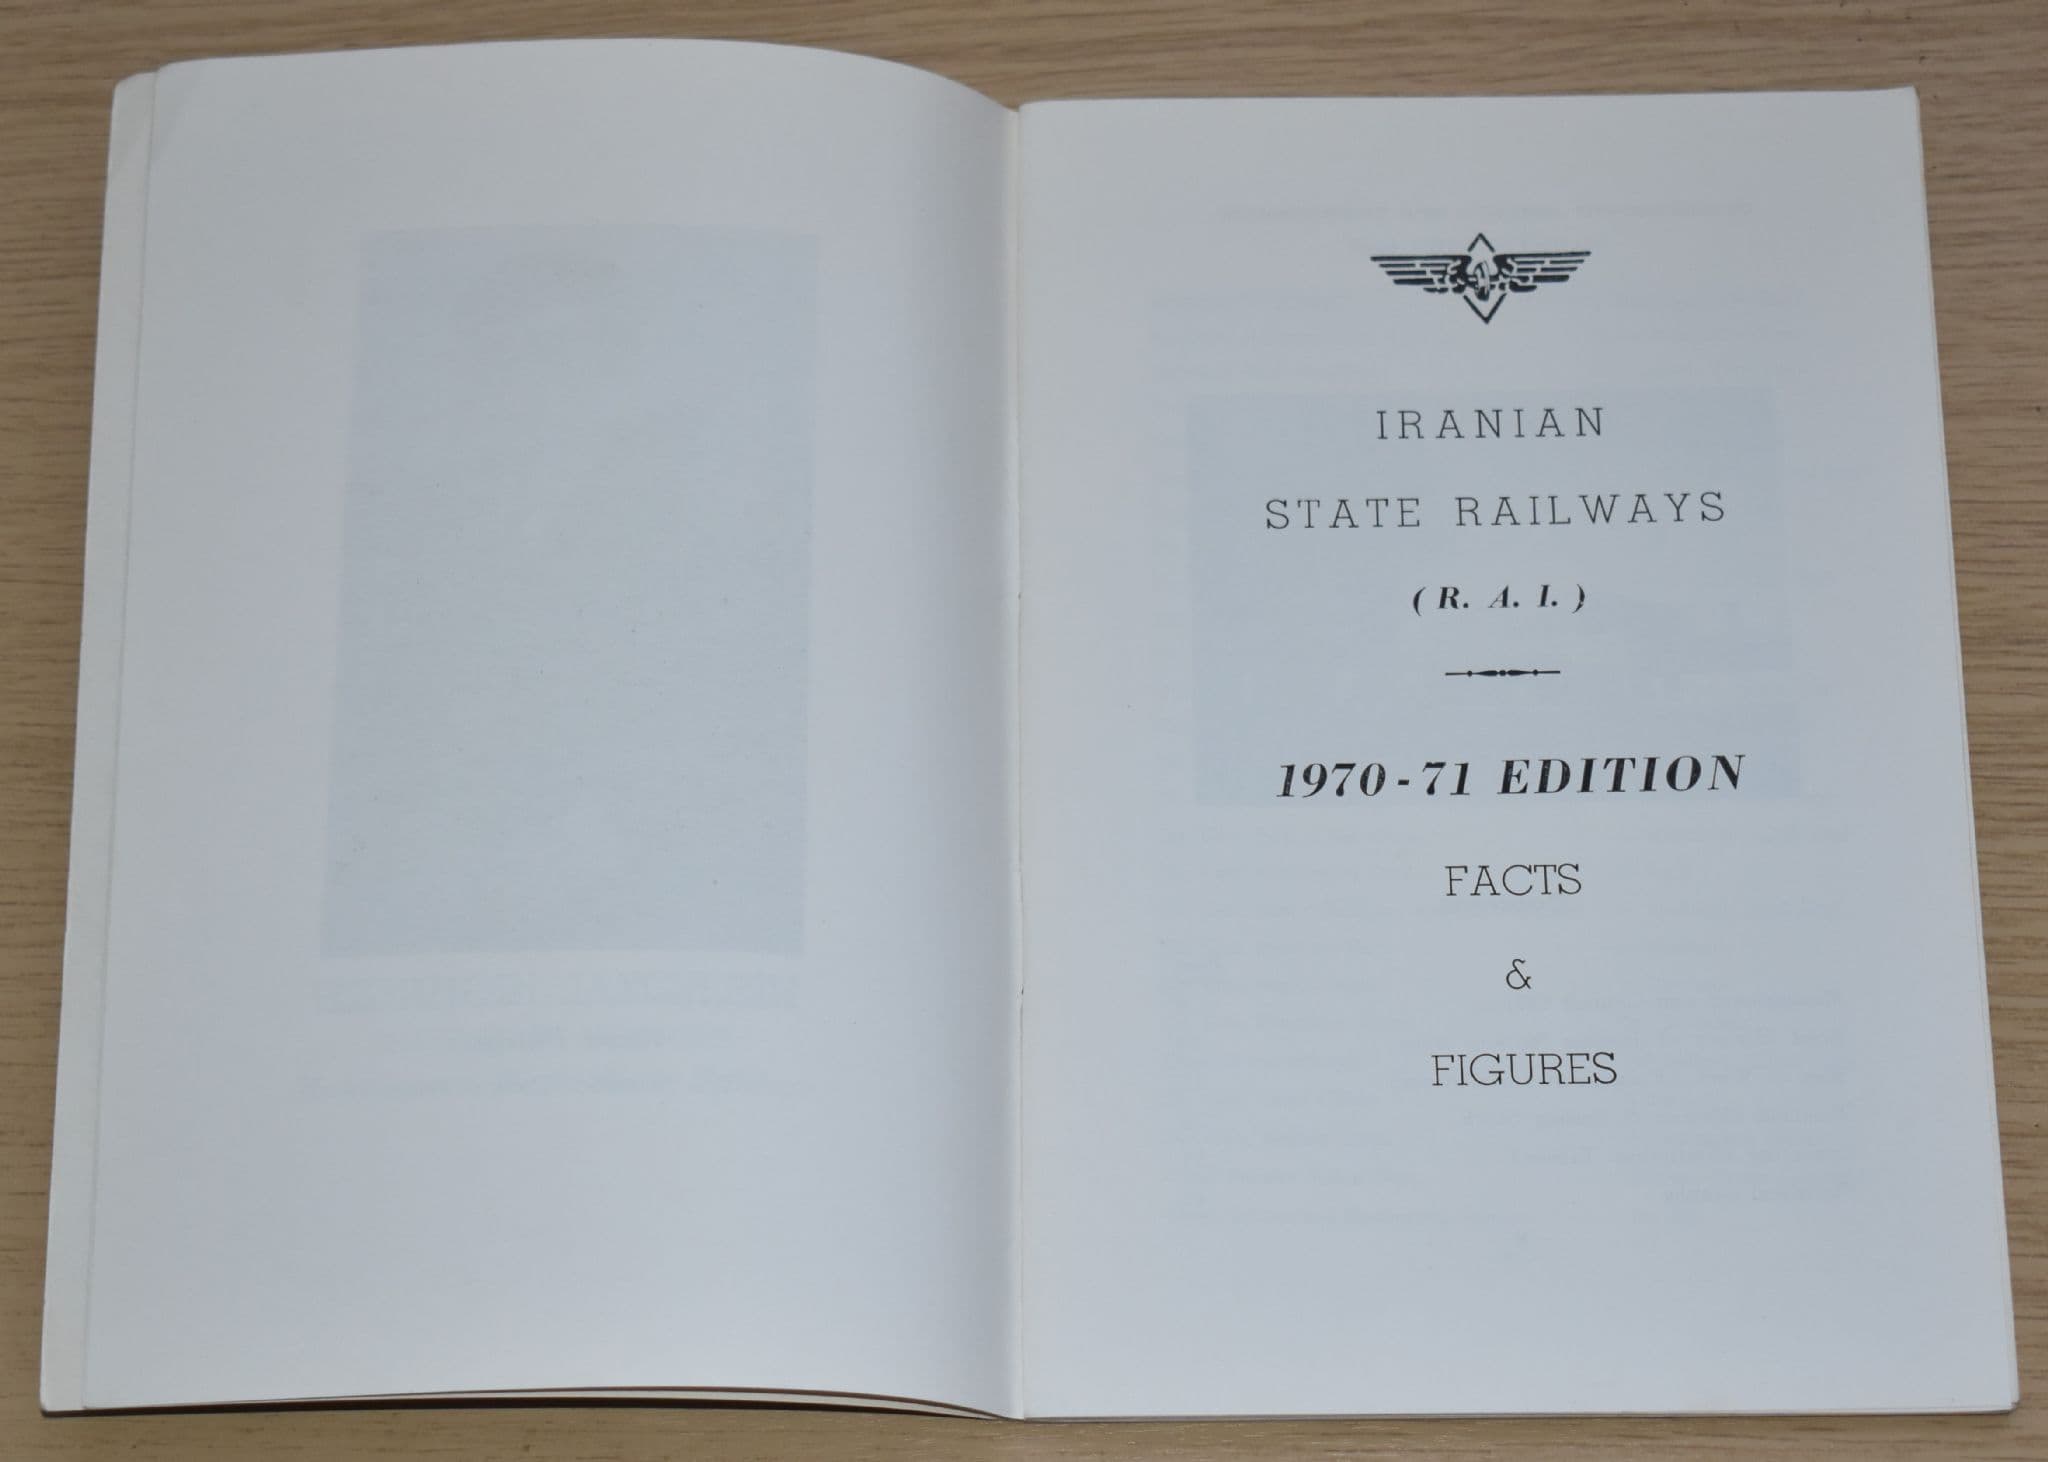 IRANIAN
STATE RAILWAYS
( R. A. I. )
1970-71 EDITION
FACTS
&
FIGURES